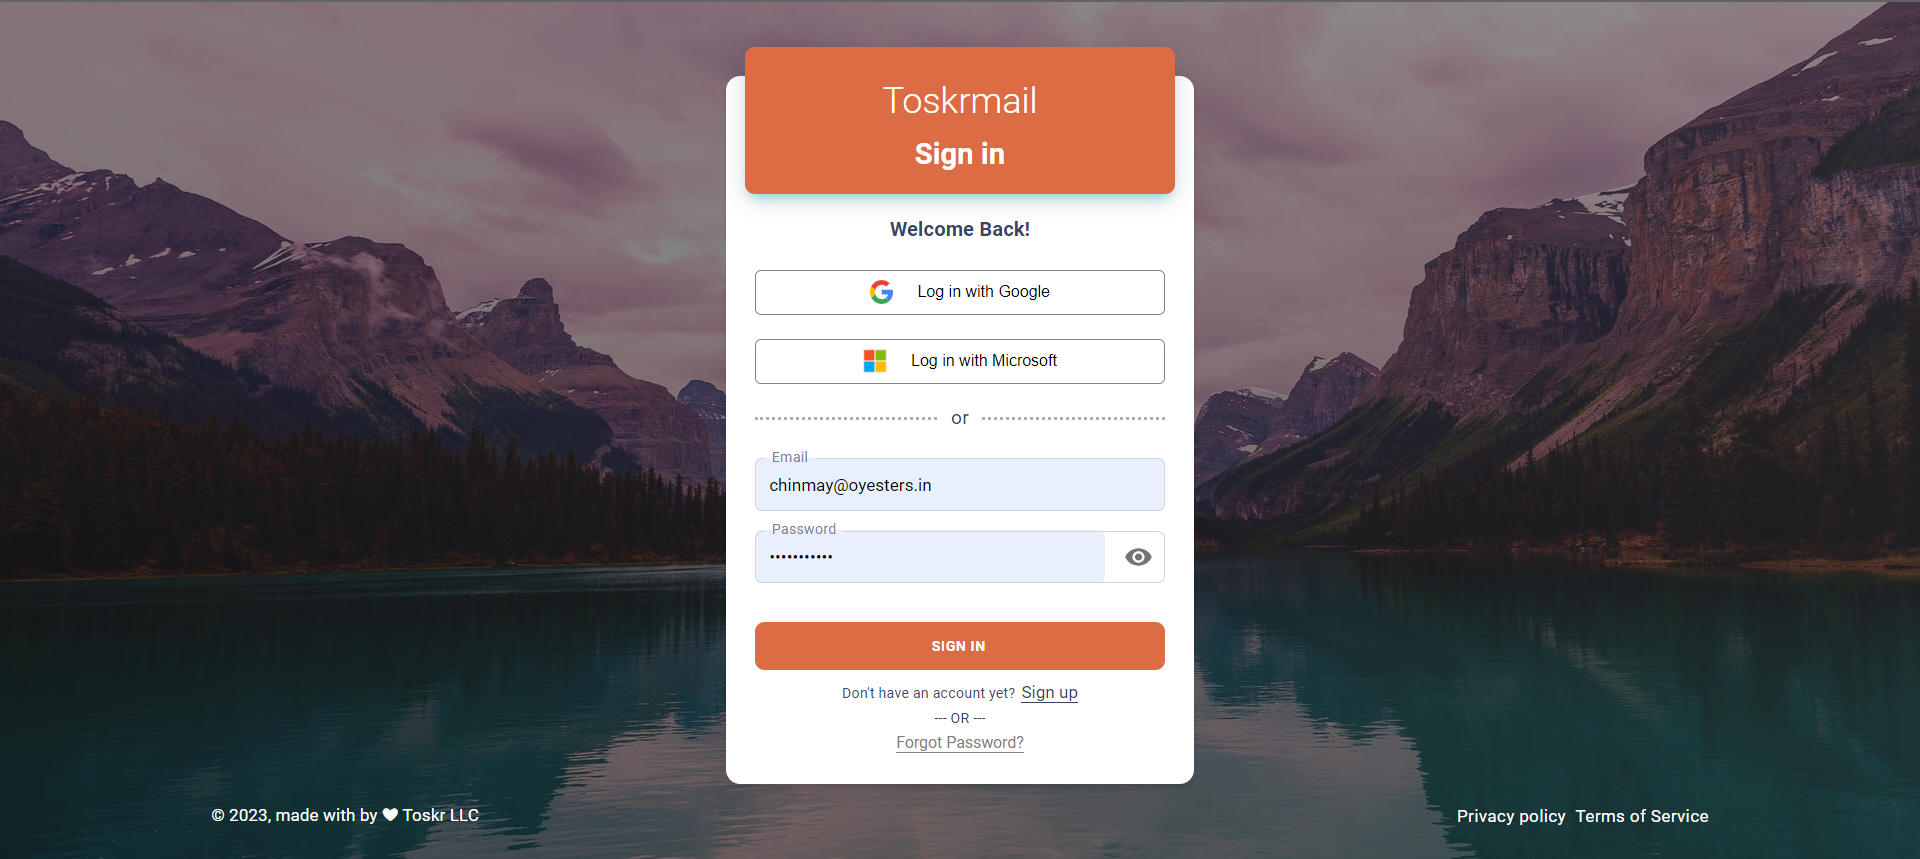 Toskrmail
Sign in
Welcome Back!
Log in with Google
Log in with Microsoft
or
Email
chinmay@oyesters.in
Password
•••••••••••
SIGN IN
Don't have an account yet? Sign up
--- OR ---
Forgot Password?
© 2023, made with by ♥ Toskr LLC
Privacy policy Terms of Service